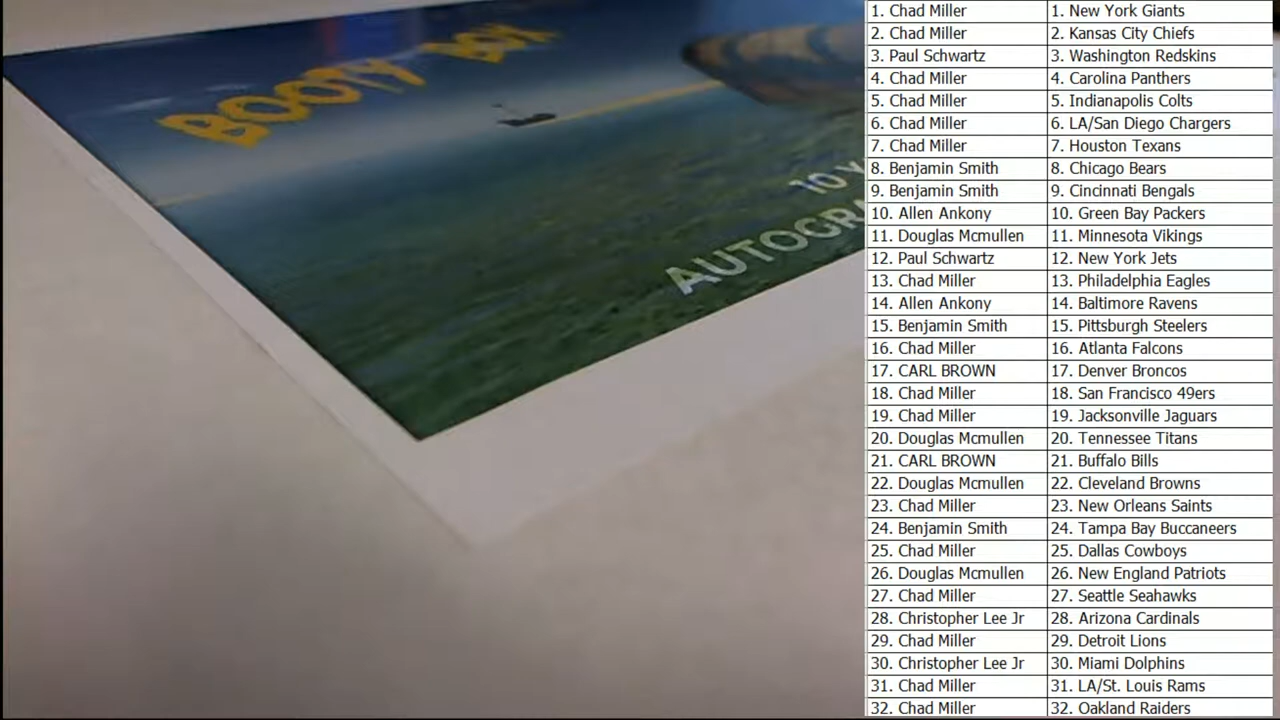 BOOTY BOX
10 Y
AUTOGRA
1. Chad Miller 1. New York Giants
2. Chad Miller 2. Kansas City Chiefs
3. Paul Schwartz 3. Washington Redskins
4. Chad Miller 4. Carolina Panthers
5. Chad Miller 5. Indianapolis Colts
6. Chad Miller 6. LA/San Diego Chargers
7. Chad Miller 7. Houston Texans
8. Benjamin Smith 8. Chicago Bears
9. Benjamin Smith 9. Cincinnati Bengals
10. Allen Ankony 10. Green Bay Packers
11. Douglas Mcmullen 11. Minnesota Vikings
12. Paul Schwartz 12. New York Jets
13. Chad Miller 13. Philadelphia Eagles
14. Allen Ankony 14. Baltimore Ravens
15. Benjamin Smith 15. Pittsburgh Steelers
16. Chad Miller 16. Atlanta Falcons
17. CARL BROWN 17. Denver Broncos
18. Chad Miller 18. San Francisco 49ers
19. Chad Miller 19. Jacksonville Jaguars
20. Douglas Mcmullen 20. Tennessee Titans
21. CARL BROWN 21. Buffalo Bills
22. Douglas Mcmullen 22. Cleveland Browns
23. Chad Miller 23. New Orleans Saints
24. Benjamin Smith 24. Tampa Bay Buccaneers
25. Chad Miller 25. Dallas Cowboys
26. Douglas Mcmullen 26. New England Patriots
27. Chad Miller 27. Seattle Seahawks
28. Christopher Lee Jr 28. Arizona Cardinals
29. Chad Miller 29. Detroit Lions
30. Christopher Lee Jr 30. Miami Dolphins
31. Chad Miller 31. LA/St. Louis Rams
32. Chad Miller 32. Oakland Raiders